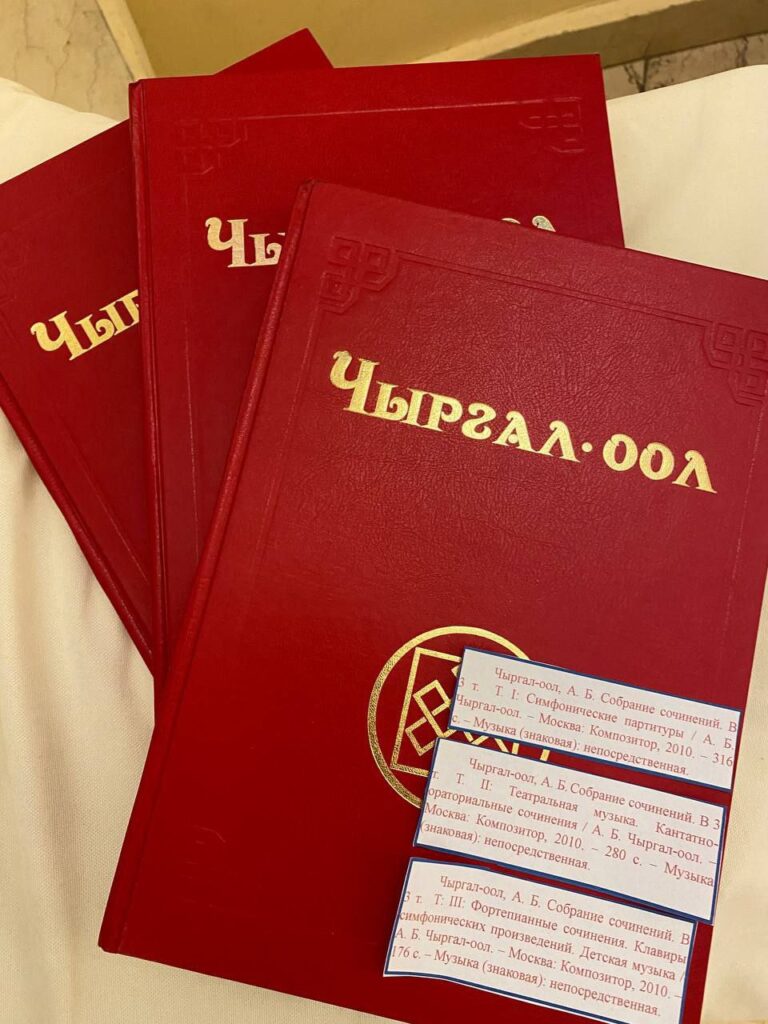 Чыр
Чы оол
Чыргал·оол
Чыргал-оол, А. Б. Собрание сочинений. В
3 т. Т I: Симфонические партитуры / А. Б.
Чыргал-оол. – Москва: Композитор, 2010. – 316
с. – Музыка (знаковая): непосредственная.
Чыргал-оол, А. Б. Собрание сочинений. В 3
т. Т. II: Театральная музыка. Кантатно-
ораториальные сочинения / А. Б. Чыргал-оол. –
Москва: Композитор, 2010. – 280 с. – Музыка
(знаковая): непосредственная.
Чыргал-оол, А. Б. Собрание сочинений. В
3 т. Т: III: Фортепианные сочинения. Клавиры
симфонических произведений. Детская музыка /
А. Б. Чыргал-оол. – Москва: Композитор, 2010. –
176 с. – Музыка (знаковая): непосредственная.